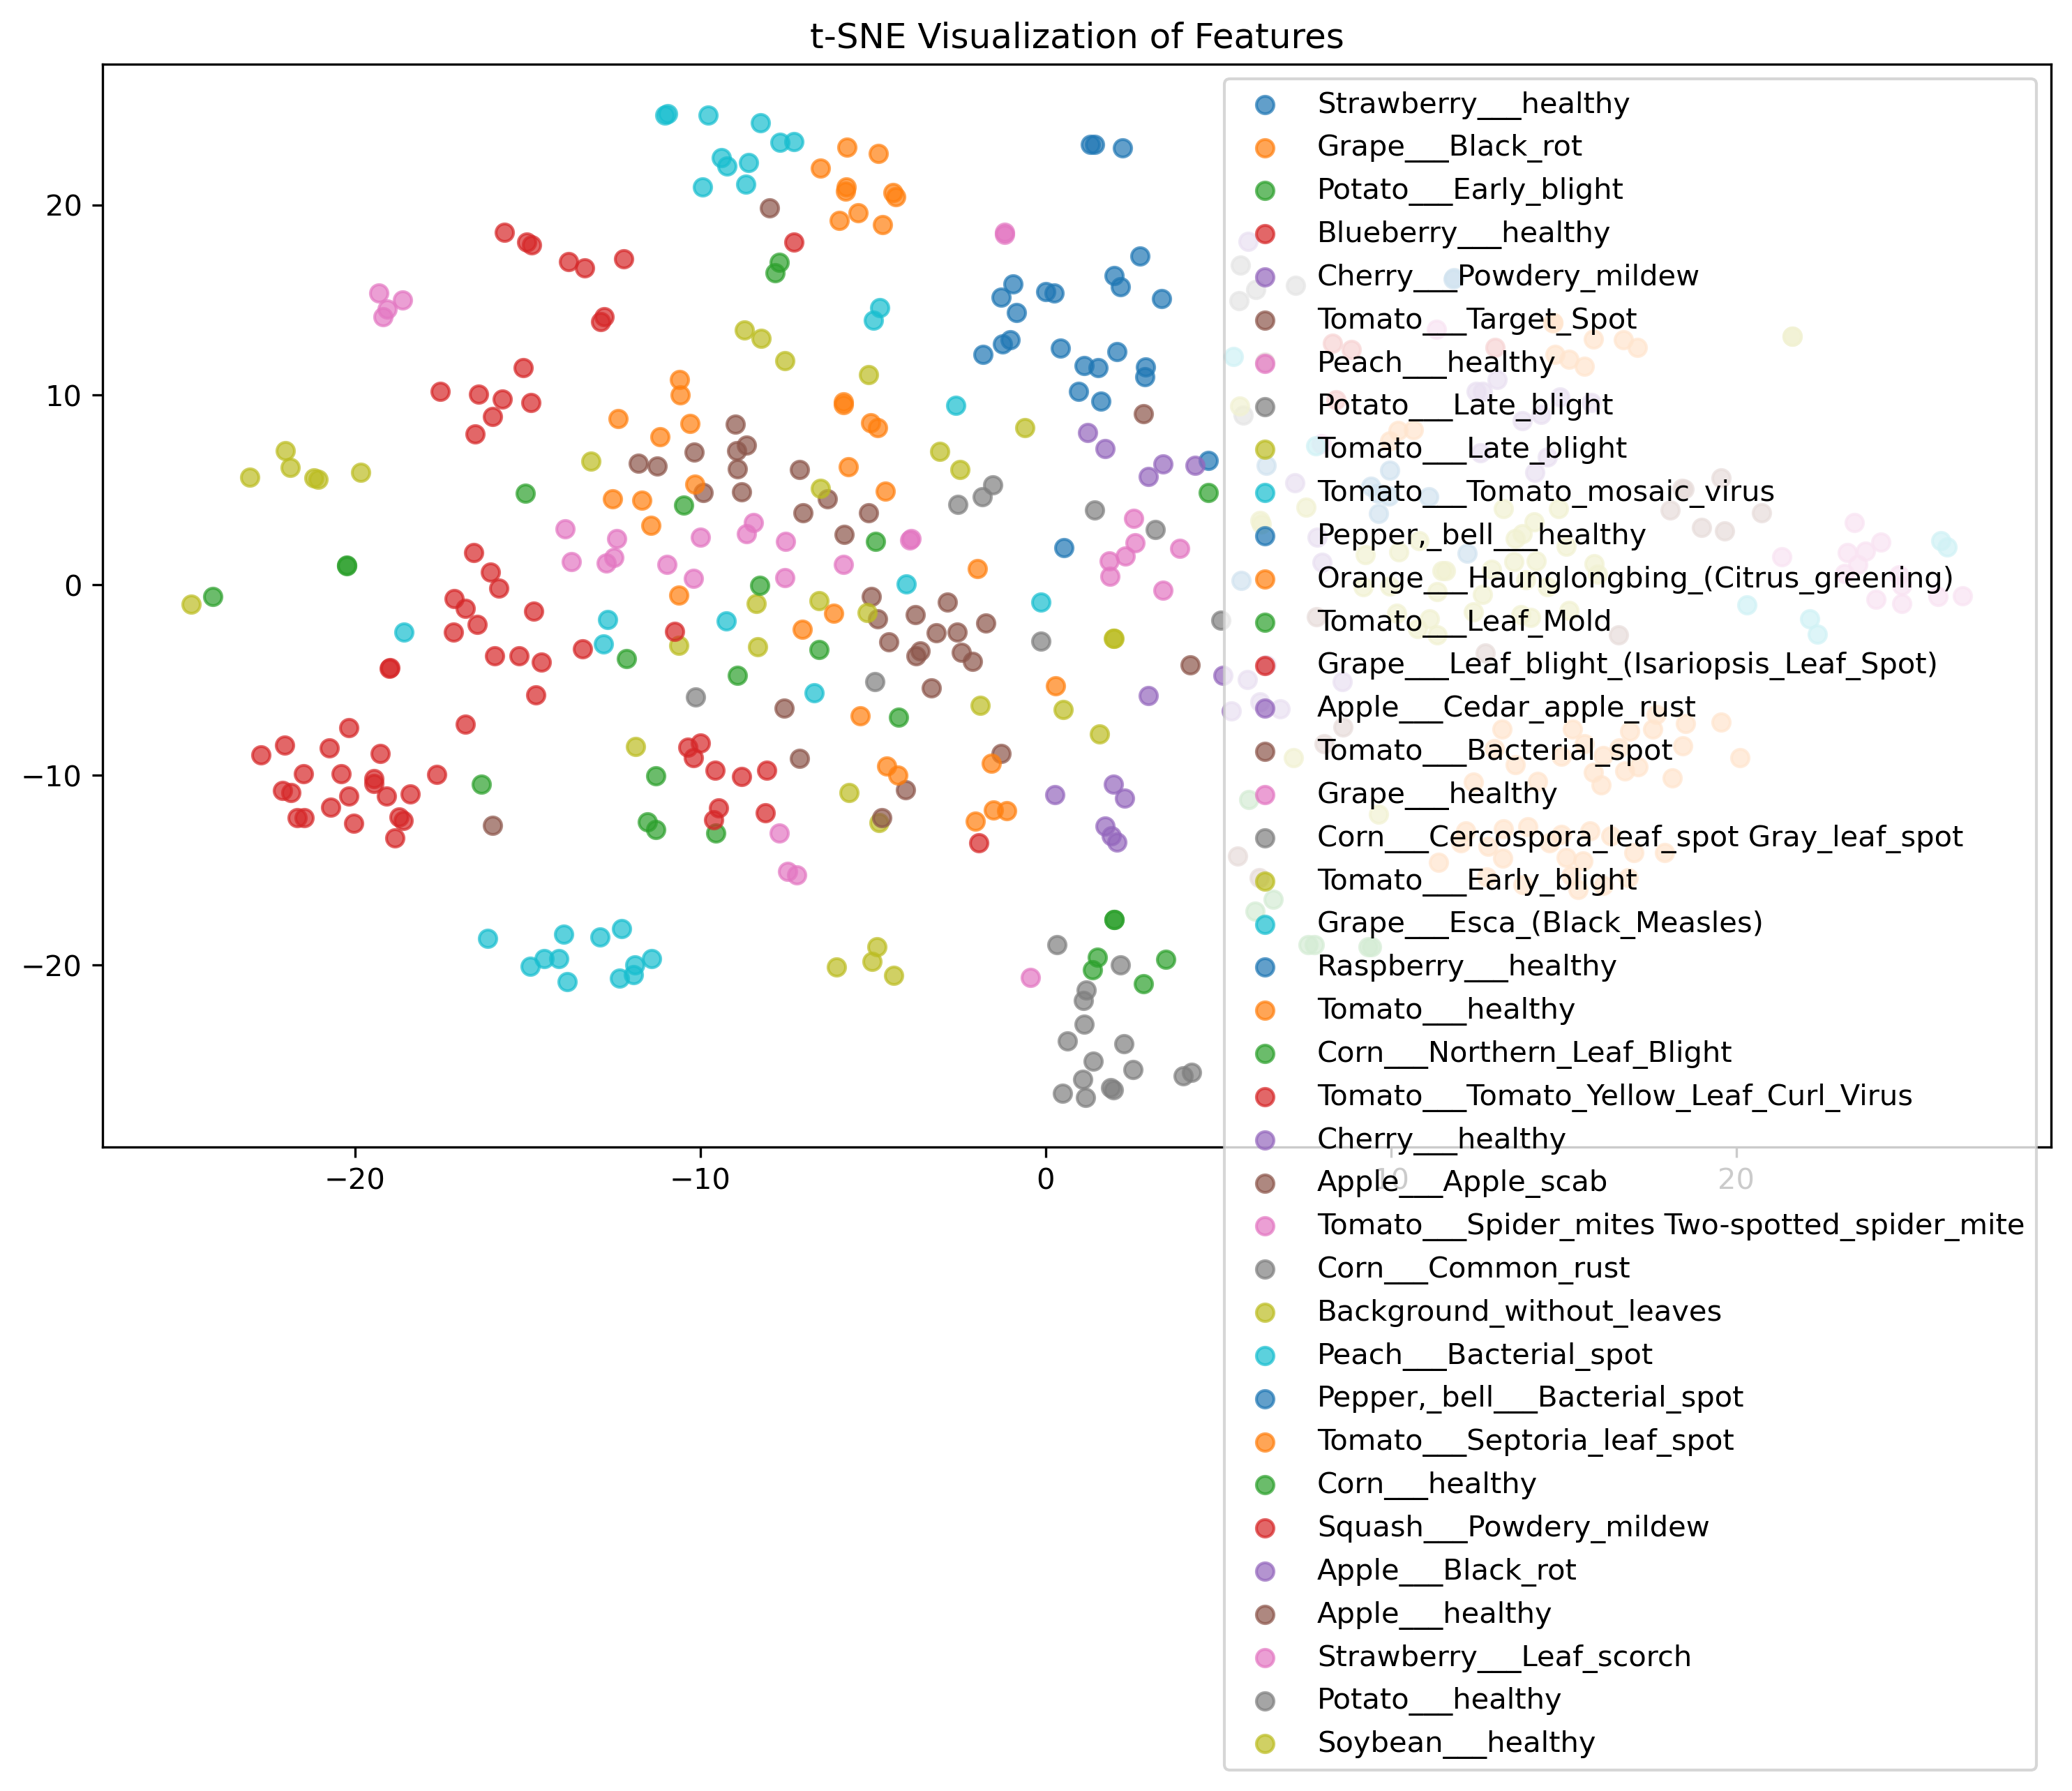 t-SNE Visualization of Features
20
10
0
−10
−20
−20
−10
0
10
20
Strawberry___healthy
Grape___Black_rot
Potato___Early_blight
Blueberry___healthy
Cherry___Powdery_mildew
Tomato___Target_Spot
Peach___healthy
Potato___Late_blight
Tomato___Late_blight
Tomato___Tomato_mosaic_virus
Pepper,_bell___healthy
Orange___Haunglongbing_(Citrus_greening)
Tomato___Leaf_Mold
Grape___Leaf_blight_(Isariopsis_Leaf_Spot)
Apple___Cedar_apple_rust
Tomato___Bacterial_spot
Grape___healthy
Corn___Cercospora_leaf_spot Gray_leaf_spot
Tomato___Early_blight
Grape___Esca_(Black_Measles)
Raspberry___healthy
Tomato___healthy
Corn___Northern_Leaf_Blight
Tomato___Tomato_Yellow_Leaf_Curl_Virus
Cherry___healthy
Apple___Apple_scab
Tomato___Spider_mites Two-spotted_spider_mite
Corn___Common_rust
Background_without_leaves
Peach___Bacterial_spot
Pepper,_bell___Bacterial_spot
Tomato___Septoria_leaf_spot
Corn___healthy
Squash___Powdery_mildew
Apple___Black_rot
Apple___healthy
Strawberry___Leaf_scorch
Potato___healthy
Soybean___healthy